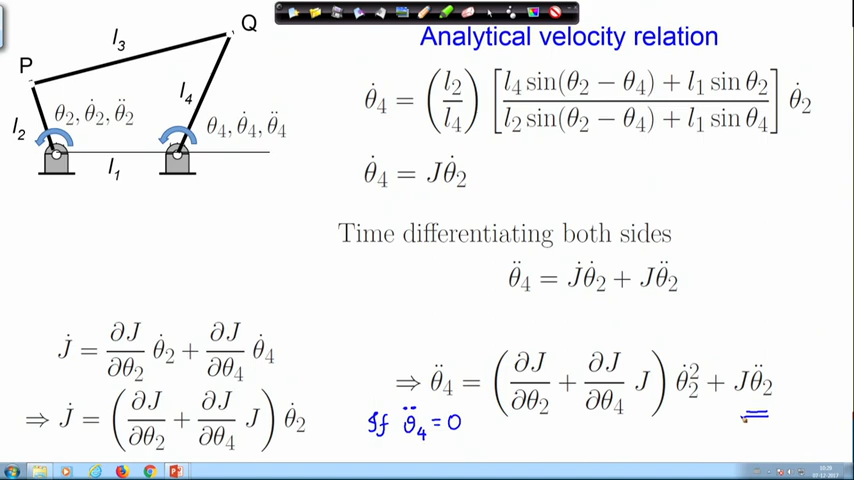 Analytical velocity relation
Q
l₃
P
l₄
l₂
θ₂, θ̇₂, θ̈₂
θ₄, θ̇₄, θ̈₄
l₁
θ̇₄ = (l₂/l₄) [(l₄ sin(θ₂ − θ₄) + l₁ sin θ₂)/(l₂ sin(θ₂ − θ₄) + l₁ sin θ₄)] θ̇₂
θ̇₄ = Jθ̇₂
Time differentiating both sides
θ̈₄ = J̇θ̇₂ + Jθ̈₂
J̇ = ∂J/∂θ₂ θ̇₂ + ∂J/∂θ₄ θ̇₄
⇒ J̇ = (∂J/∂θ₂ + ∂J/∂θ₄ J) θ̇₂
⇒ θ̈₄ = (∂J/∂θ₂ + ∂J/∂θ₄ J) θ̇₂² + Jθ̈₂
If θ̈₄ = 0